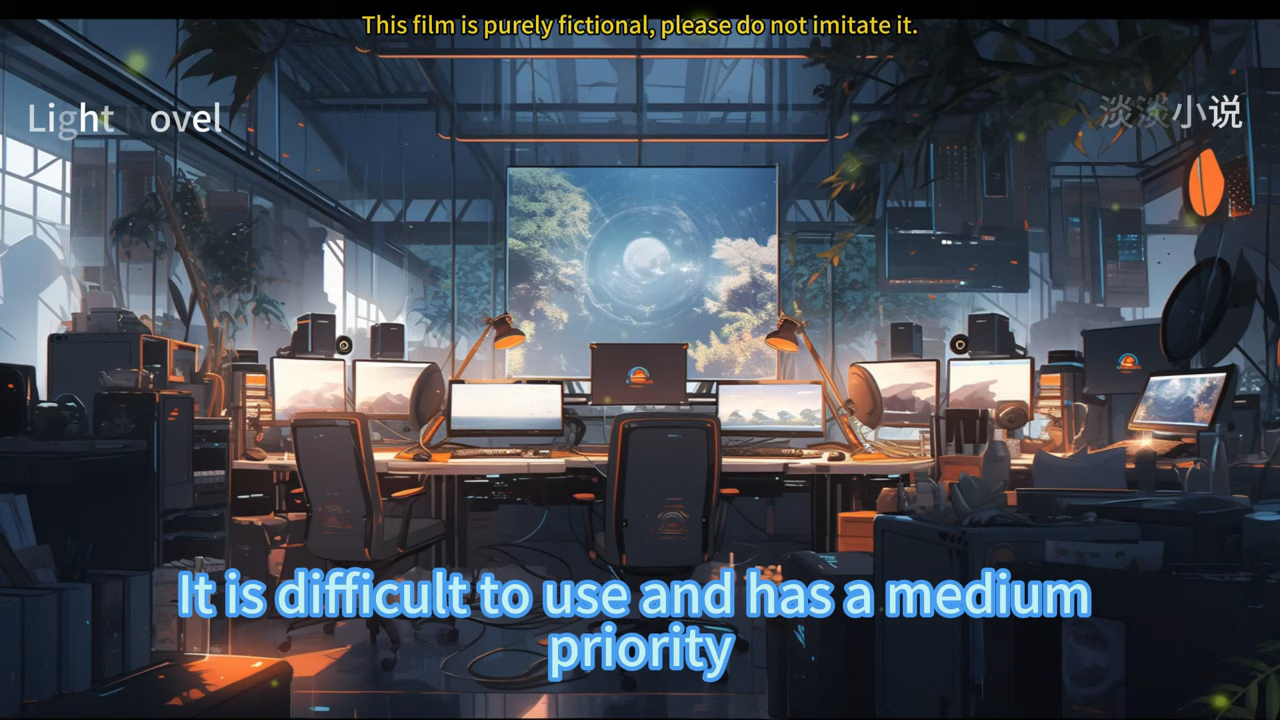 This film is purely fictional, please do not imitate it.
Light Novel
淡淡小说
It is difficult to use and has a medium
priority